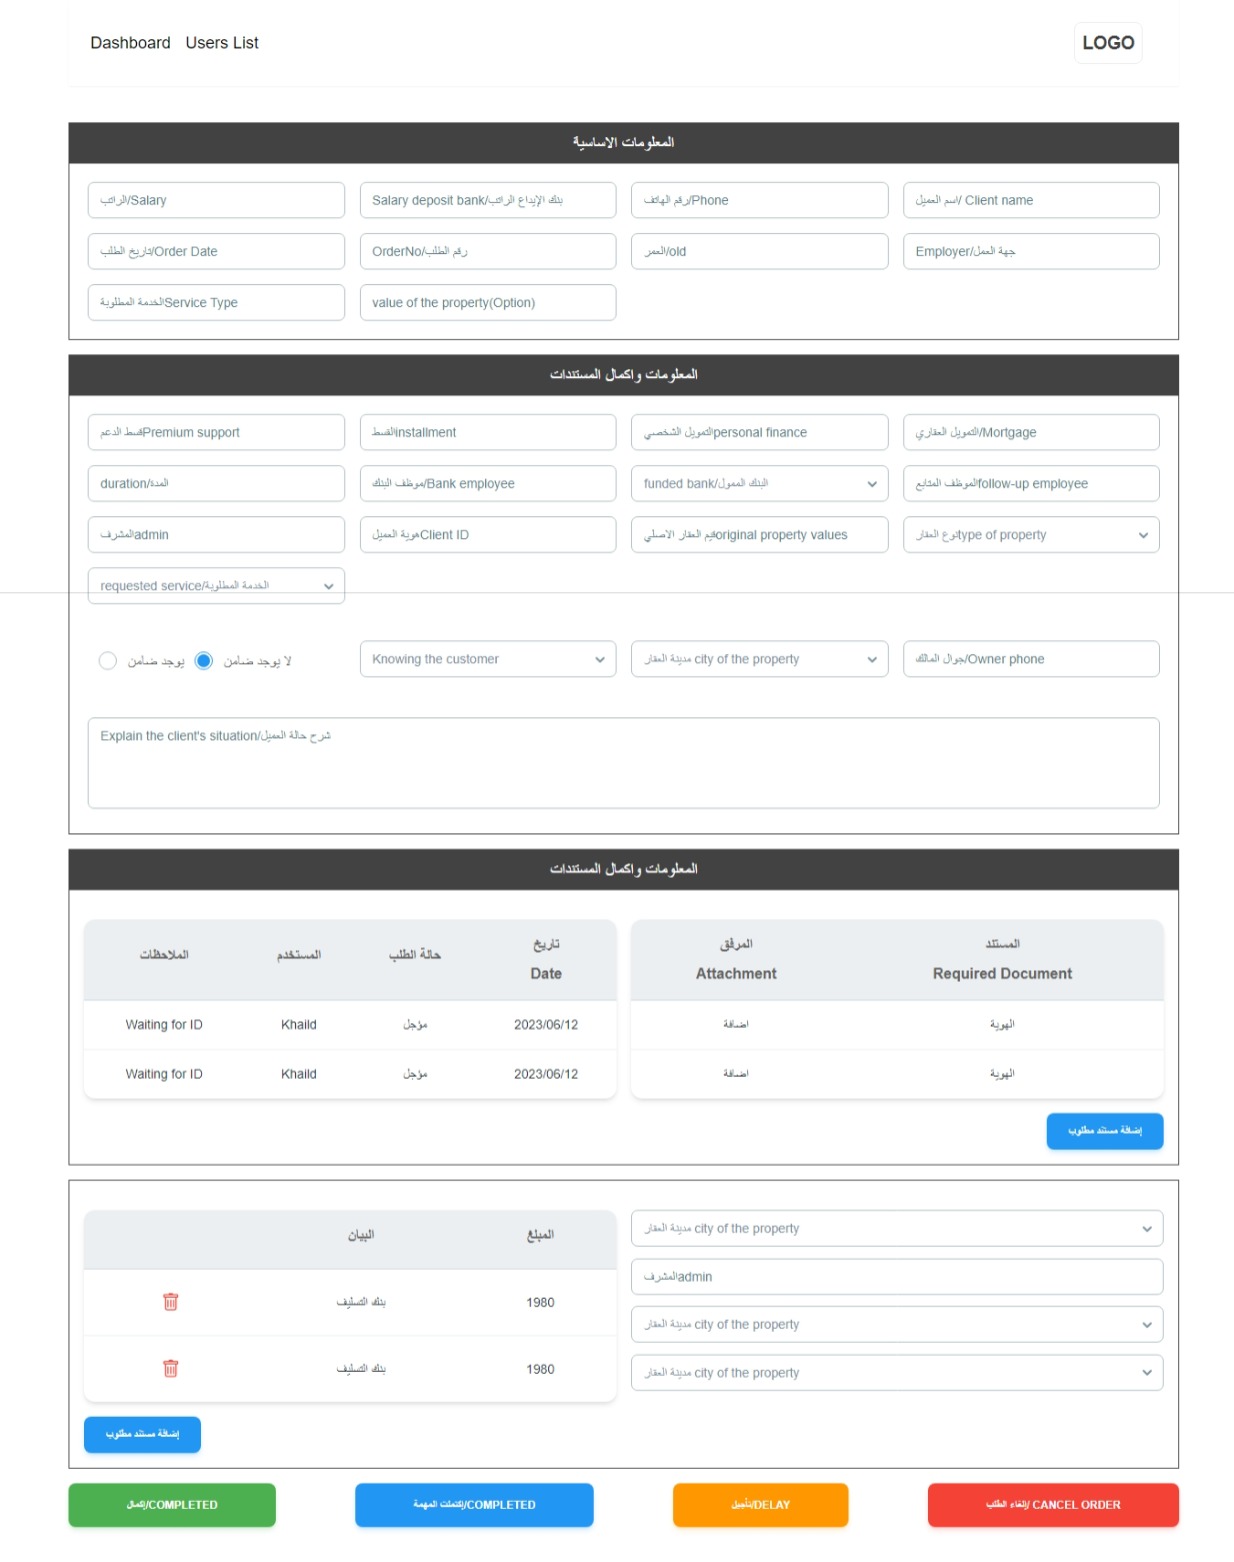 Dashboard Users List LOGO
المعلومات الاساسية
الراتب/Salary
Salary deposit bank/بنك الإيداع الراتب
رقم الهاتف/Phone
اسم العميل/ Client name
تاريخ الطلب/Order Date
OrderNo/رقم الطلب
العمر/old
Employer/جهة العمل
الخدمة المطلوبةService Type
value of the property(Option)
المعلومات و اكمال المستندات
قسط الدعمPremium support
القسطinstallment
التمويل الشخصيpersonal finance
التمويل العقاري/Mortgage
duration/المدة
موظف البنك/Bank employee
funded bank/البنك الممول
الموظف المتابعfollow-up employee
المشرفadmin
هوية العميلClient ID
قيم العقار الاصليoriginal property values
نوع العقارtype of property
requested service/الخدمة المطلوبة
يوجد ضامن
لا يوجد ضامن
Knowing the customer
مدينة العقار city of the property
جوال المالك/Owner phone
Explain the client's situation/شرح حالة العميل
المعلومات و اكمال المستندات
الملاحظات
المستخدم
حالة الطلب
تاريخ
Date
المرفق
Attachment
المستند
Required Document
Waiting for ID
Khaild
مؤجل
2023/06/12
اضافة
الهوية
Waiting for ID
Khaild
مؤجل
2023/06/12
اضافة
الهوية
إضافة مستند مطلوب
البيان
المبلغ
بنك التسليف
1980
بنك التسليف
1980
مدينة العقار city of the property
المشرفadmin
مدينة العقار city of the property
مدينة العقار city of the property
إضافة مستند مطلوب
إكمال/COMPLETED
إكتملت المهمة/COMPLETED
تأجيل/DELAY
إلغاء الطلب/ CANCEL ORDER